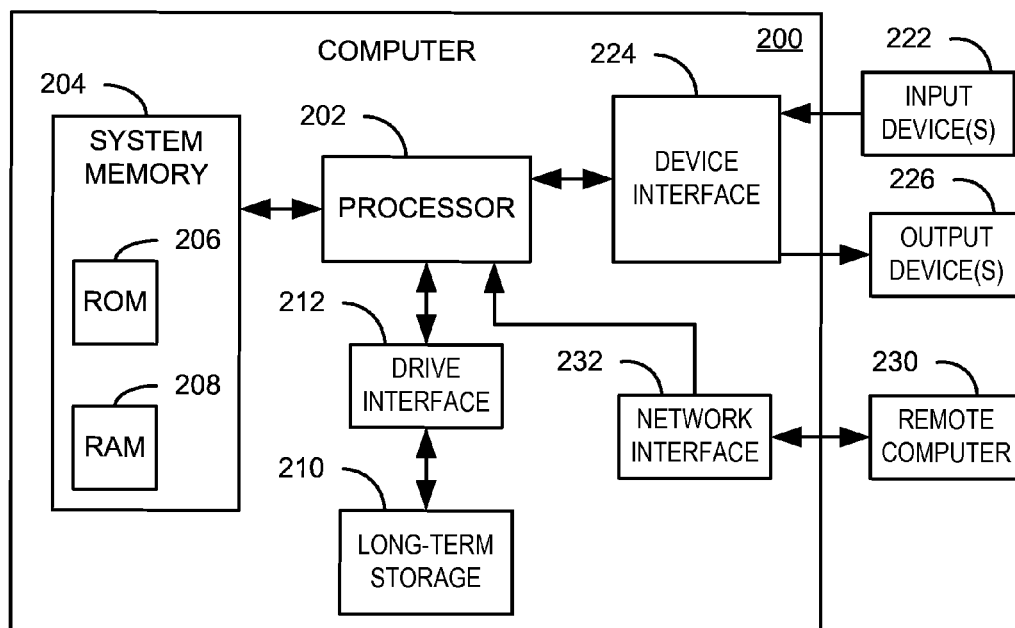 COMPUTER
200
204
SYSTEM
MEMORY
206
ROM
208
RAM
202
PROCESSOR
212
DRIVE
INTERFACE
210
LONG-TERM
STORAGE
224
DEVICE
INTERFACE
232
NETWORK
INTERFACE
222
INPUT
DEVICE(S)
226
OUTPUT
DEVICE(S)
230
REMOTE
COMPUTER